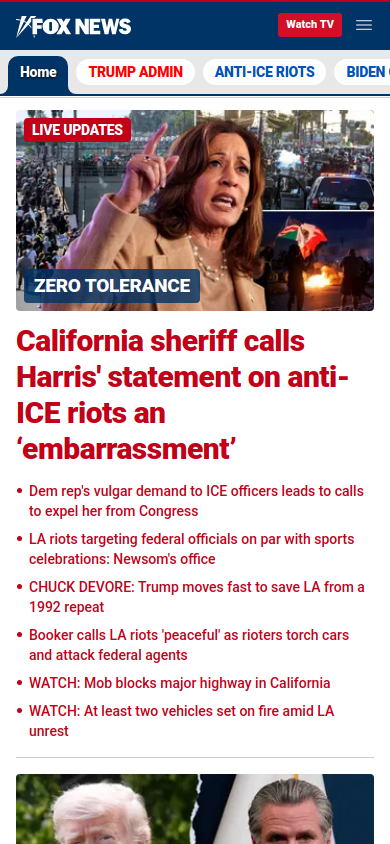 FOX NEWS
Watch TV
Home
TRUMP ADMIN
ANTI-ICE RIOTS
BIDEN
LIVE UPDATES
ZERO TOLERANCE
California sheriff calls
Harris' statement on anti-
ICE riots an
‘embarrassment’
• Dem rep's vulgar demand to ICE officers leads to calls
to expel her from Congress
• LA riots targeting federal officials on par with sports
celebrations: Newsom's office
• CHUCK DEVORE: Trump moves fast to save LA from a
1992 repeat
• Booker calls LA riots 'peaceful' as rioters torch cars
and attack federal agents
• WATCH: Mob blocks major highway in California
• WATCH: At least two vehicles set on fire amid LA
unrest